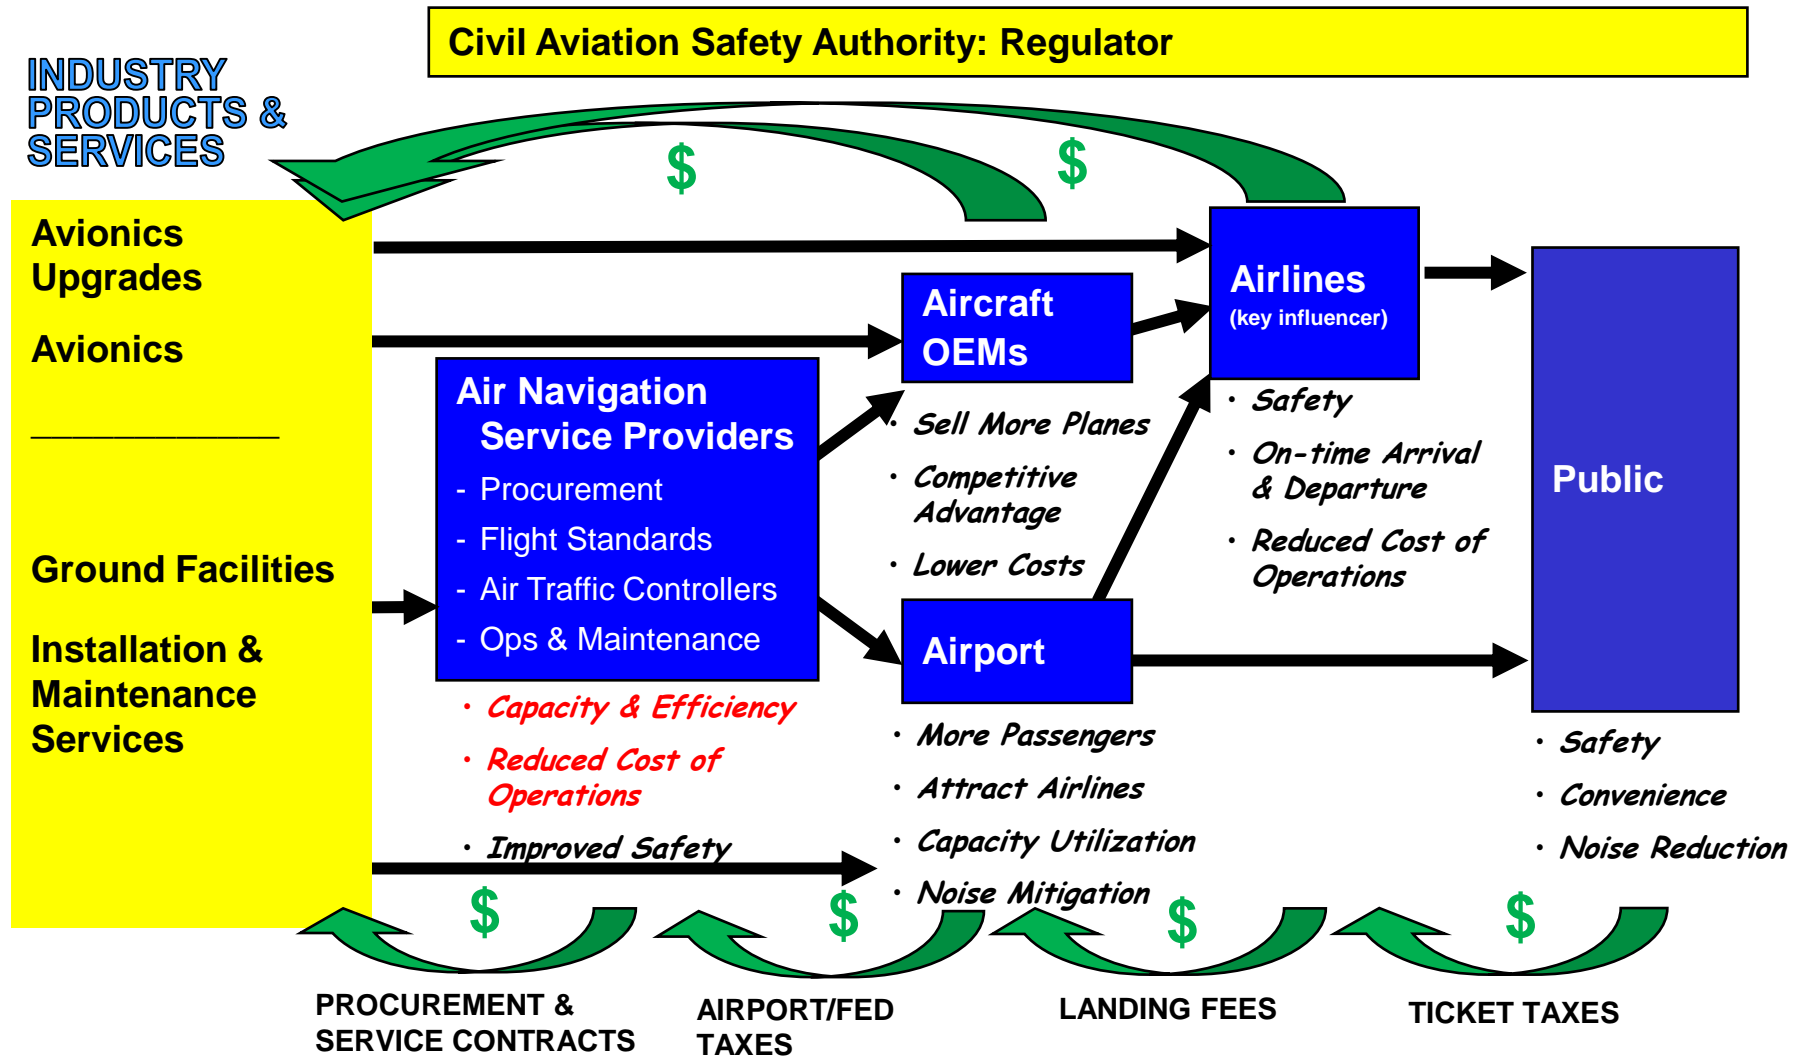 Civil Aviation Safety Authority: Regulator
INDUSTRY
PRODUCTS &
SERVICES
$
$
Avionics
Upgrades
Avionics
____________
Ground Facilities
Installation &
Maintenance
Services
Air Navigation
Service Providers
- Procurement
- Flight Standards
- Air Traffic Controllers
- Ops & Maintenance
• Capacity & Efficiency
• Reduced Cost of
Operations
• Improved Safety
Aircraft
OEMs
• Sell More Planes
• Competitive
Advantage
• Lower Costs
Airport
• More Passengers
• Attract Airlines
• Capacity Utilization
• Noise Mitigation
Airlines
(key influencer)
• Safety
• On-time Arrival
& Departure
• Reduced Cost of
Operations
Public
• Safety
• Convenience
• Noise Reduction
$
$
$
$
PROCUREMENT &
SERVICE CONTRACTS
AIRPORT/FED
TAXES
LANDING FEES
TICKET TAXES